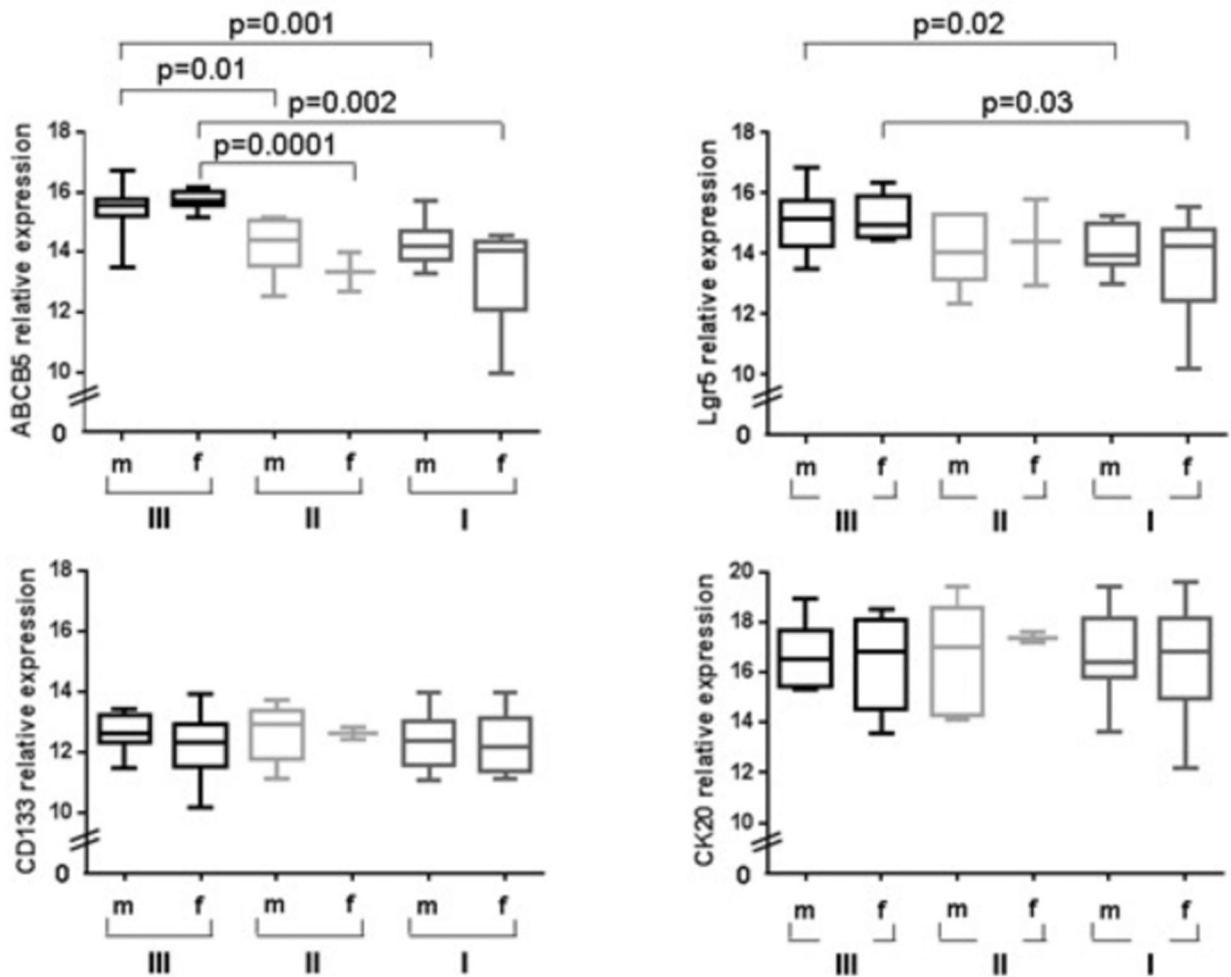 p=0.001
p=0.01
p=0.002
p=0.0001
ABCB5 relative expression
18
16
14
12
10
0
m f m f m f
III II I
p=0.02
p=0.03
Lgr5 relative expression
18
16
14
12
10
0
m f m f m f
III II I
CD133 relative expression
18
16
14
12
10
0
m f m f m f
III II I
CK20 relative expression
20
18
16
14
12
10
0
m f m f m f
III II I